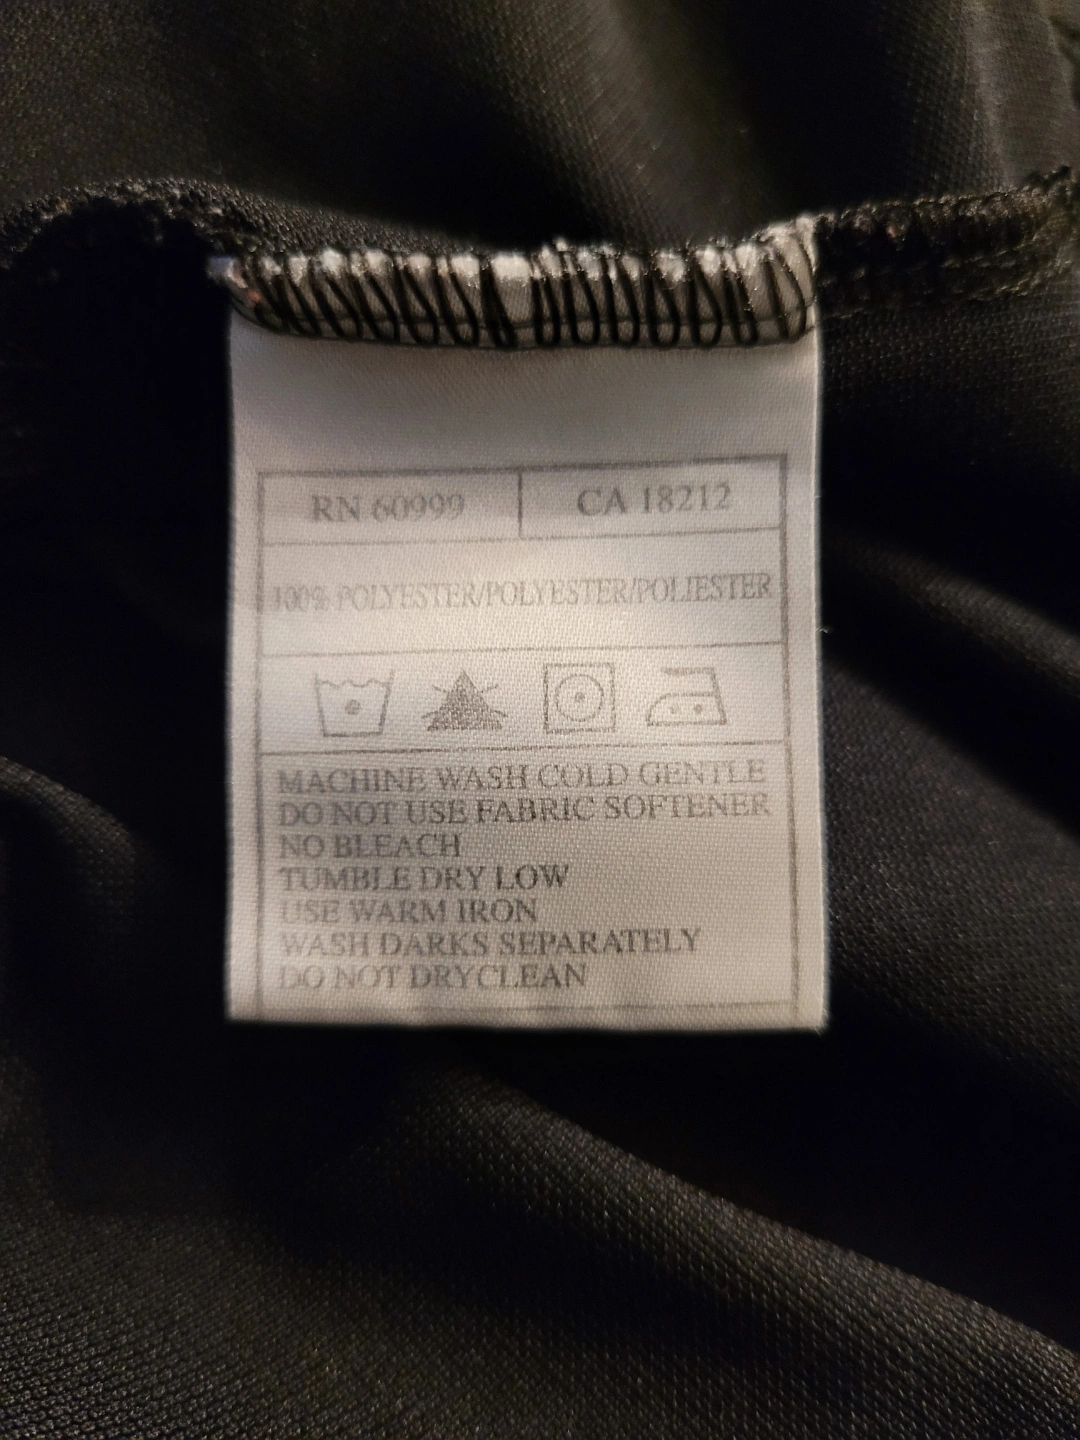 RN 60999 CA 18212
100% POLYESTER/POLYESTER/POLIESTER
MACHINE WASH COLD GENTLE
DO NOT USE FABRIC SOFTENER
NO BLEACH
TUMBLE DRY LOW
USE WARM IRON
WASH DARKS SEPARATELY
DO NOT DRYCLEAN